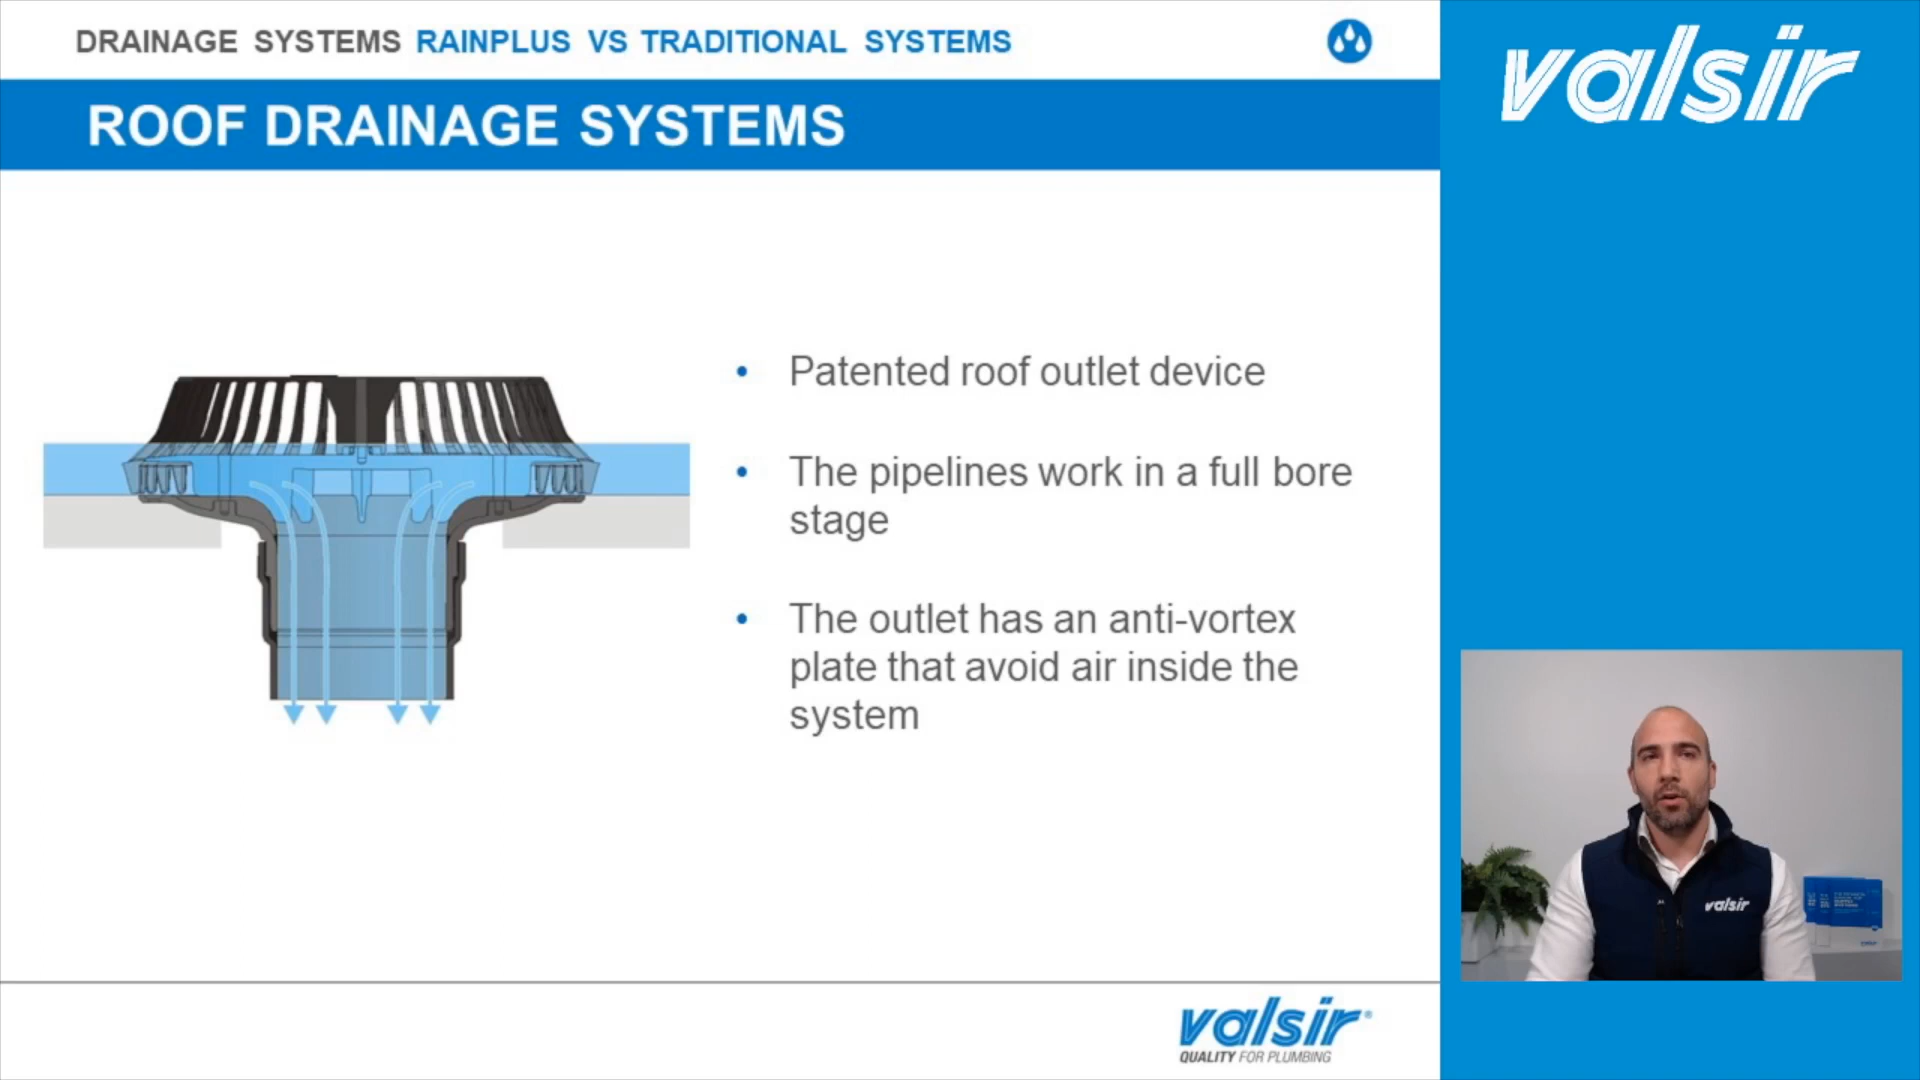 DRAINAGE SYSTEMS RAINPLUS VS TRADITIONAL SYSTEMS
valsir
ROOF DRAINAGE SYSTEMS
• Patented roof outlet device
• The pipelines work in a full bore
stage
• The outlet has an anti-vortex
plate that avoid air inside the
system
valsir
valsir®
QUALITY FOR PLUMBING